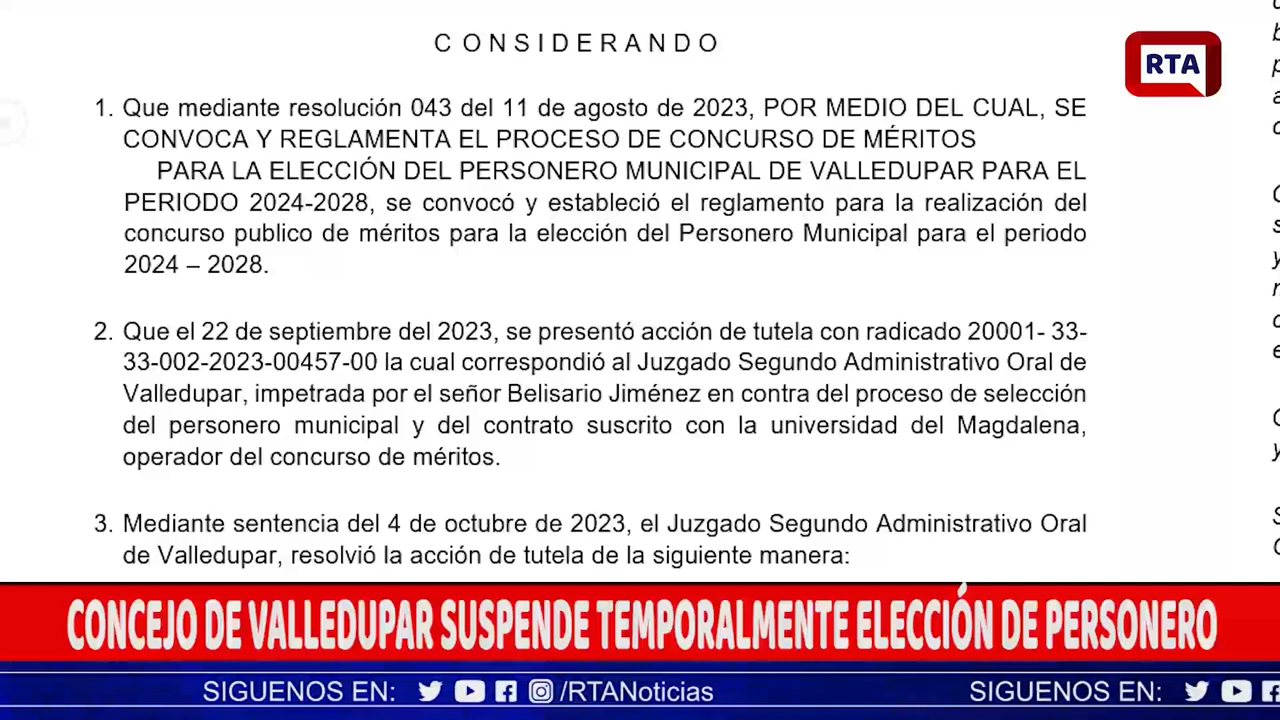 C O N S I D E R A N D O
RTA
1. Que mediante resolución 043 del 11 de agosto de 2023, POR MEDIO DEL CUAL, SE
CONVOCA Y REGLAMENTA EL PROCESO DE CONCURSO DE MÉRITOS
PARA LA ELECCIÓN DEL PERSONERO MUNICIPAL DE VALLEDUPAR PARA EL
PERIODO 2024-2028, se convocó y estableció el reglamento para la realización del
concurso publico de méritos para la elección del Personero Municipal para el periodo
2024 – 2028.
2. Que el 22 de septiembre del 2023, se presentó acción de tutela con radicado 20001- 33-
33-002-2023-00457-00 la cual correspondió al Juzgado Segundo Administrativo Oral de
Valledupar, impetrada por el señor Belisario Jiménez en contra del proceso de selección
del personero municipal y del contrato suscrito con la universidad del Magdalena,
operador del concurso de méritos.
3. Mediante sentencia del 4 de octubre de 2023, el Juzgado Segundo Administrativo Oral
de Valledupar, resolvió la acción de tutela de la siguiente manera:
CONCEJO DE VALLEDUPAR SUSPENDE TEMPORALMENTE ELECCIÓN DE PERSONERO
SIGUENOS EN: /RTANoticias SIGUENOS EN: